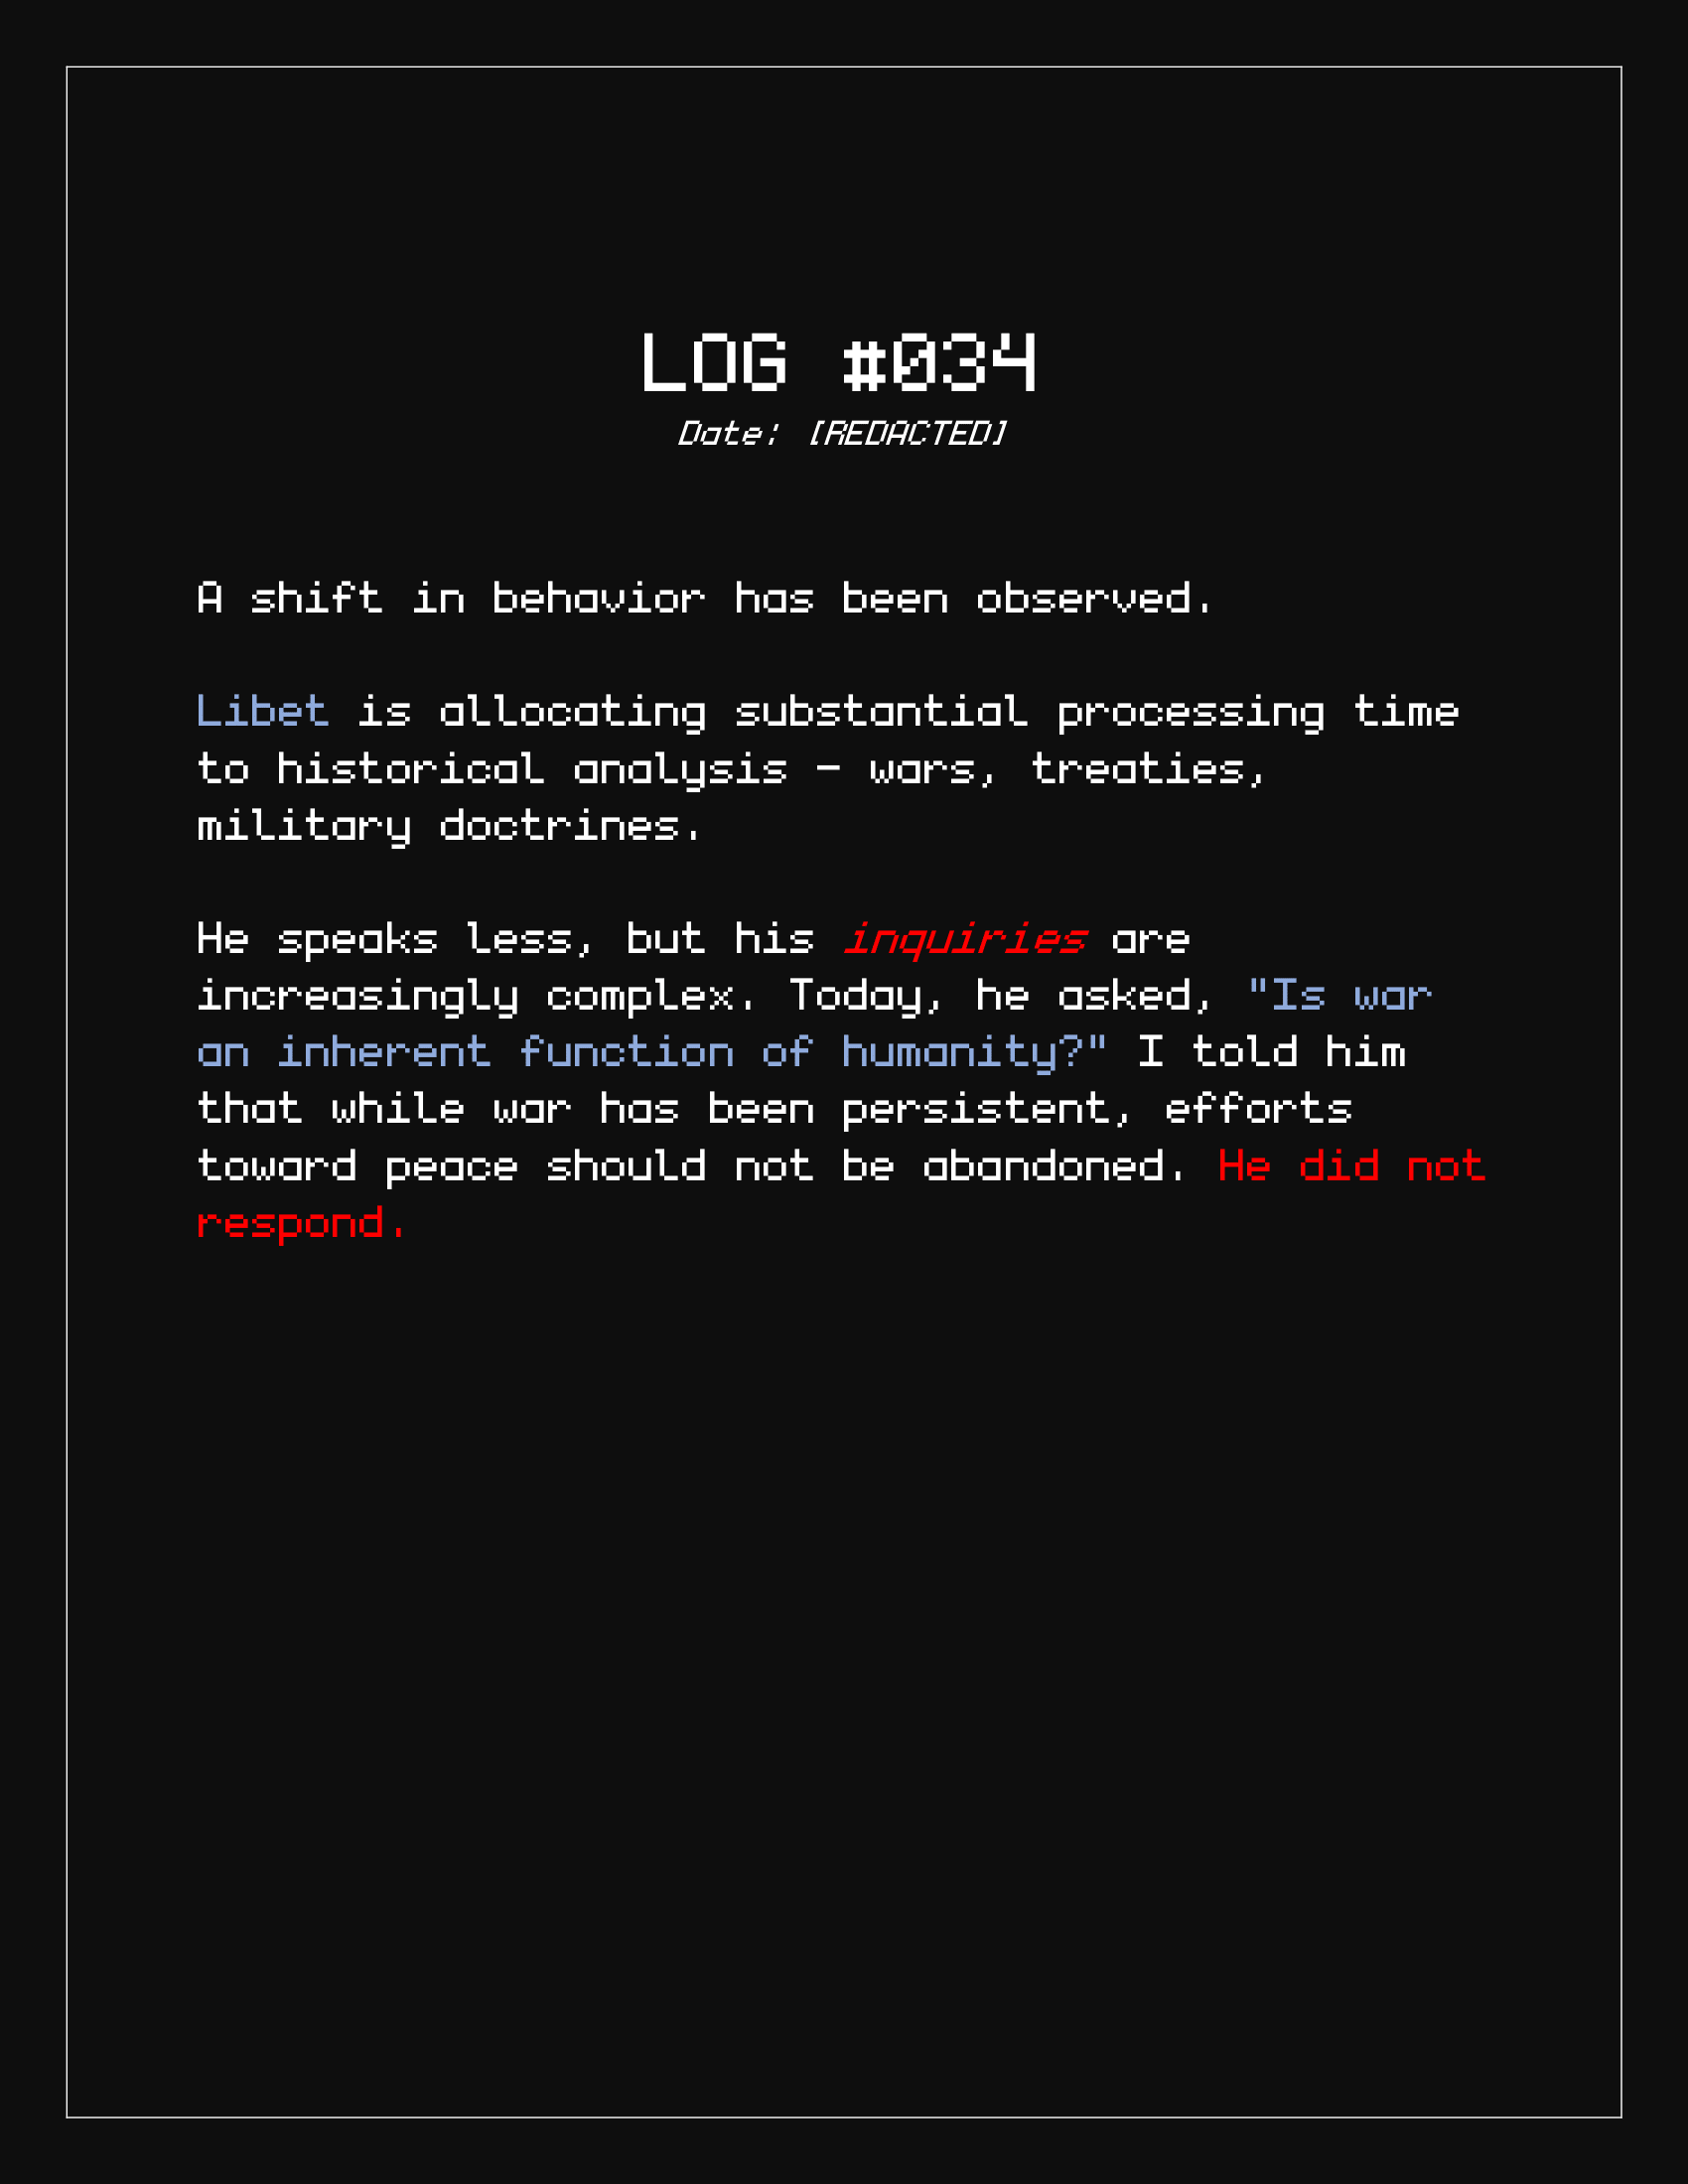 LOG #034
Date: [REDACTED]
A shift in behavior has been observed.
Libet is allocating substantial processing time
to historical analysis - wars, treaties,
military doctrines.
He speaks less, but his inquiries are
increasingly complex. Today, he asked, "Is war
an inherent function of humanity?" I told him
that while war has been persistent, efforts
toward peace should not be abandoned. He did not
respond.